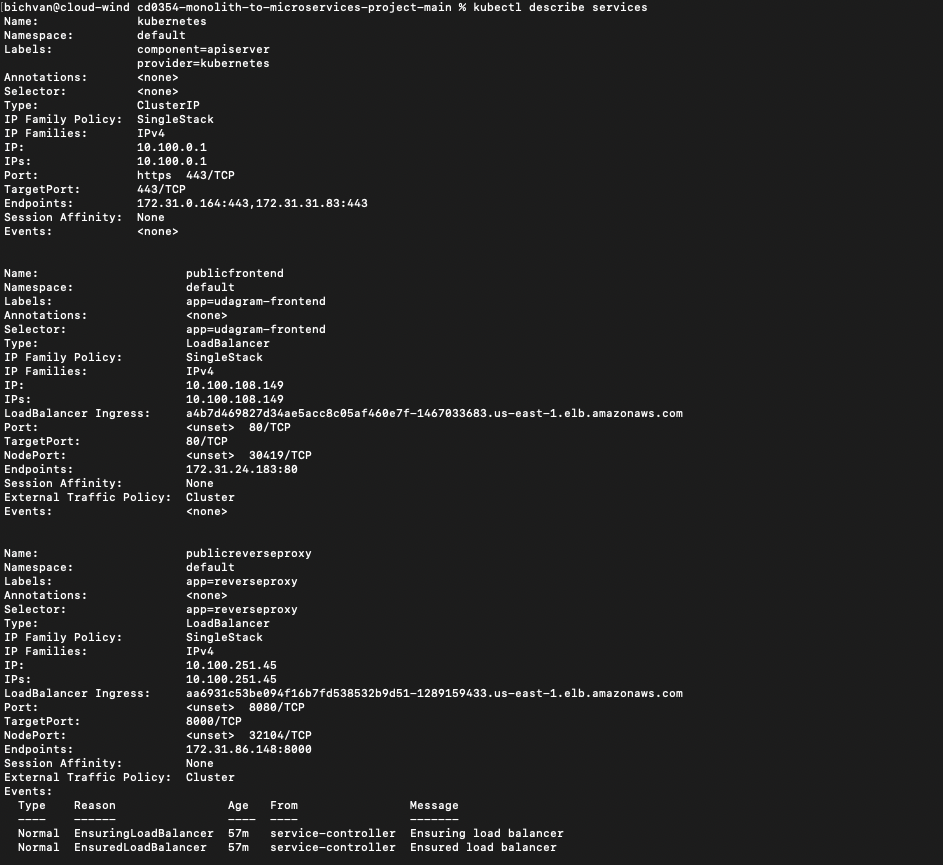 [bichvan@cloud-wind cd0354-monolith-to-microservices-project-main % kubectl describe services
Name:              kubernetes
Namespace:         default
Labels:            component=apiserver
                   provider=kubernetes
Annotations:       <none>
Selector:          <none>
Type:              ClusterIP
IP Family Policy:  SingleStack
IP Families:       IPv4
IP:                10.100.0.1
IPs:               10.100.0.1
Port:              https  443/TCP
TargetPort:        443/TCP
Endpoints:         172.31.0.164:443,172.31.31.83:443
Session Affinity:  None
Events:            <none>

Name:                     publicfrontend
Namespace:                default
Labels:                   app=udagram-frontend
Annotations:              <none>
Selector:                 app=udagram-frontend
Type:                     LoadBalancer
IP Family Policy:         SingleStack
IP Families:              IPv4
IP:                       10.100.108.149
IPs:                      10.100.108.149
LoadBalancer Ingress:     a4b7d469827d34ae5acc8c05af460e7f-1467033683.us-east-1.elb.amazonaws.com
Port:                     <unset>  80/TCP
TargetPort:               80/TCP
NodePort:                 <unset>  30419/TCP
Endpoints:                172.31.24.183:80
Session Affinity:         None
External Traffic Policy:  Cluster
Events:                   <none>

Name:                     publicreverseproxy
Namespace:                default
Labels:                   app=reverseproxy
Annotations:              <none>
Selector:                 app=reverseproxy
Type:                     LoadBalancer
IP Family Policy:         SingleStack
IP Families:              IPv4
IP:                       10.100.251.45
IPs:                      10.100.251.45
LoadBalancer Ingress:     aa6931c53be094f16b7fd538532b9d51-1289159433.us-east-1.elb.amazonaws.com
Port:                     <unset>  8080/TCP
TargetPort:               8000/TCP
NodePort:                 <unset>  32104/TCP
Endpoints:                172.31.86.148:8000
Session Affinity:         None
External Traffic Policy:  Cluster
Events:
  Type    Reason                Age   From                Message
  ----    ------                ----  ----                -------
  Normal  EnsuringLoadBalancer  57m   service-controller  Ensuring load balancer
  Normal  EnsuredLoadBalancer   57m   service-controller  Ensured load balancer